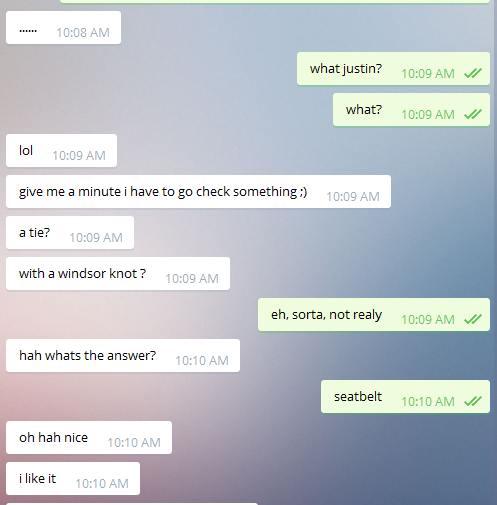 ...... 10:08 AM
what justin? 10:09 AM
what? 10:09 AM
lol 10:09 AM
give me a minute i have to go check something ;) 10:09 AM
a tie? 10:09 AM
with a windsor knot ? 10:09 AM
eh, sorta, not realy 10:09 AM
hah whats the answer? 10:10 AM
seatbelt 10:10 AM
oh hah nice 10:10 AM
i like it 10:10 AM